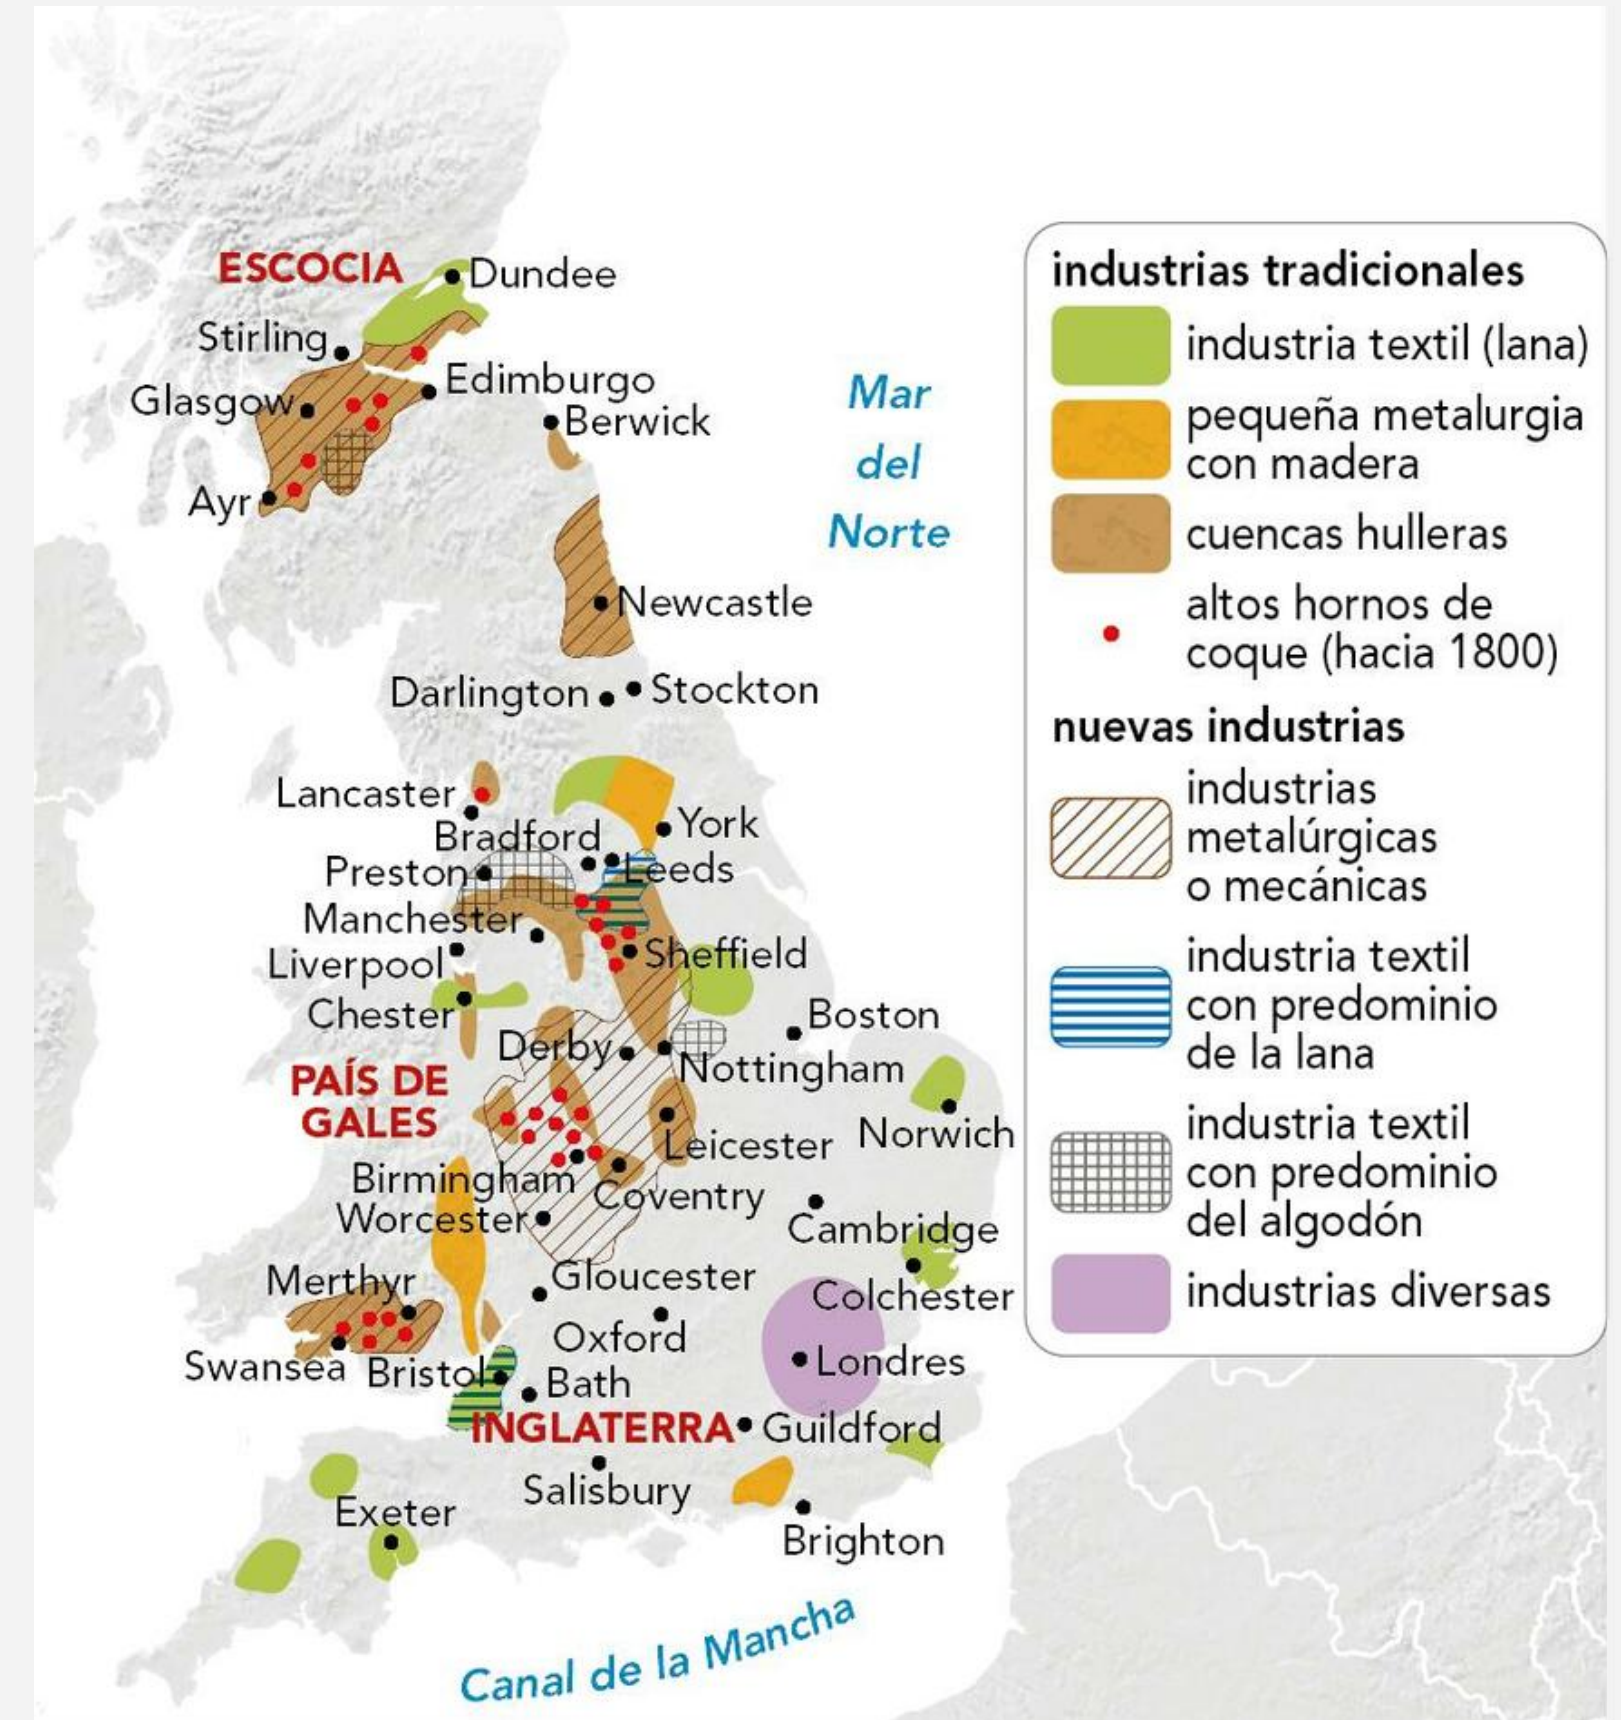 ESCOCIA
Dundee
Stirling
Edimburgo
Glasgow
Berwick
Ayr
Mar
del
Norte
Newcastle
Darlington
Stockton
Lancaster
York
Bradford
Preston
Leeds
Manchester
Sheffield
Liverpool
Chester
Boston
Derby
Nottingham
PAÍS DE
GALES
Norwich
Leicester
Birmingham
Coventry
Worcester
Cambridge
Merthyr
Gloucester
Colchester
Oxford
Londres
Swansea
Bristol
Bath
INGLATERRA
Guildford
Salisbury
Exeter
Brighton
Canal de la Mancha
industrias tradicionales
industria textil (lana)
pequeña metalurgia
con madera
cuencas hulleras
altos hornos de
coque (hacia 1800)
nuevas industrias
industrias
metalúrgicas
o mecánicas
industria textil
con predominio
de la lana
industria textil
con predominio
del algodón
industrias diversas